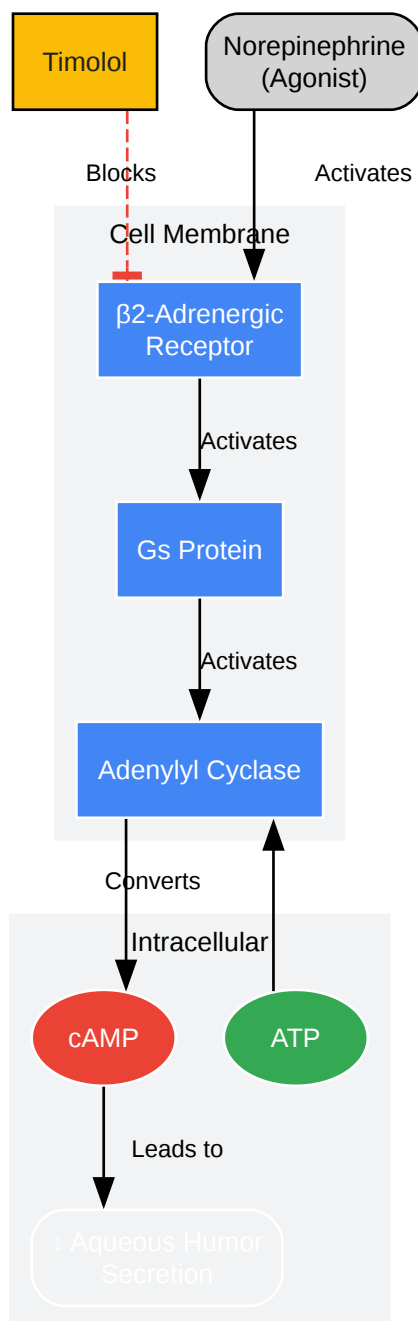 Timolol
Norepinephrine
(Agonist)
Blocks
Activates
Cell Membrane
β2-Adrenergic
Receptor
Activates
Gs Protein
Activates
Adenylyl Cyclase
Converts
Intracellular
cAMP
ATP
Leads to
↓ Aqueous Humor
Secretion